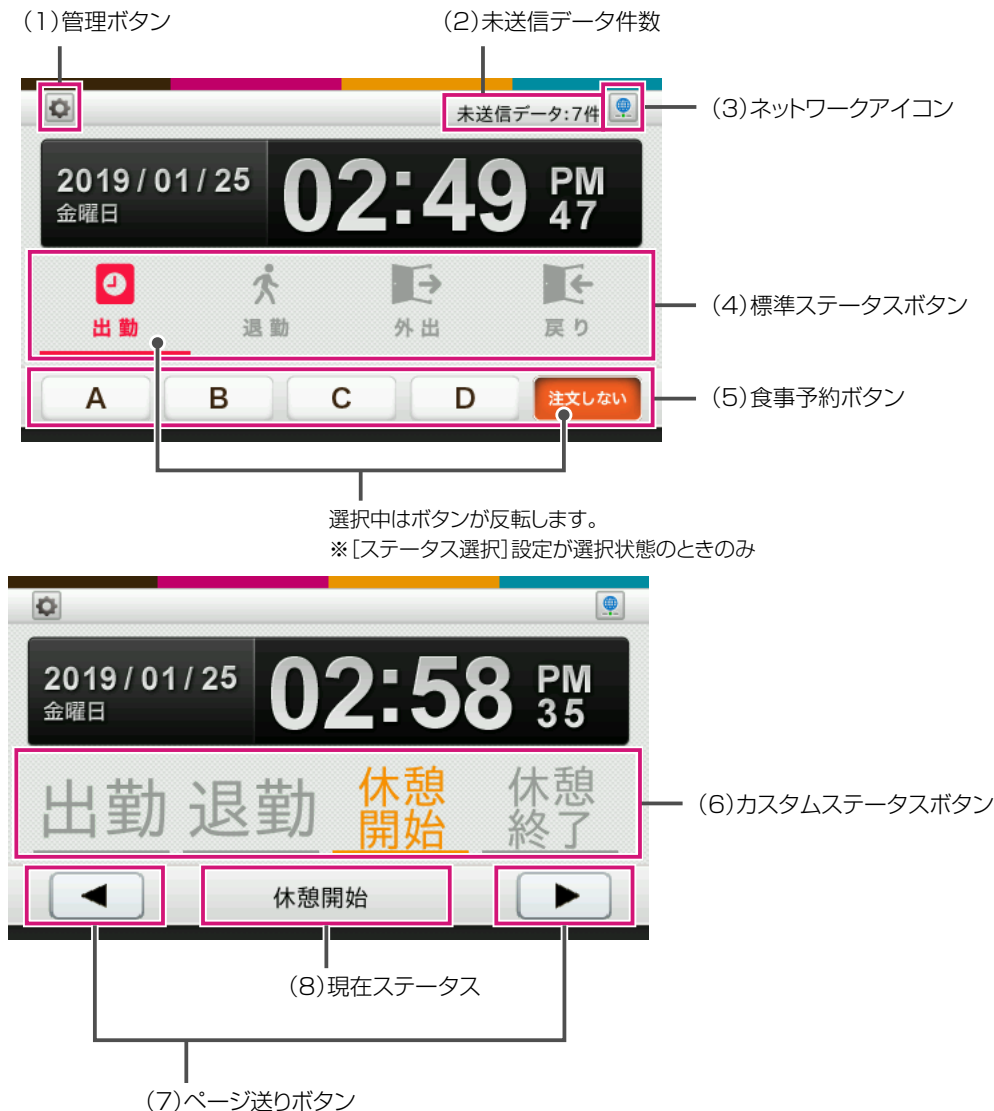 (1)管理ボタン
(2)未送信データ件数
未送信データ:7件
(3)ネットワークアイコン
2019/01/25
金曜日
02:49
PM
47
出勤
退勤
外出
戻り
(4)標準ステータスボタン
A
B
C
D
注文しない
(5)食事予約ボタン
選択中はボタンが反転します。
※[ステータス選択]設定が選択状態のときのみ
2019/01/25
金曜日
02:58
PM
35
出勤
退勤
休憩
開始
休憩
終了
(6)カスタムステータスボタン
◀
休憩開始
▶
(8)現在ステータス
(7)ページ送りボタン